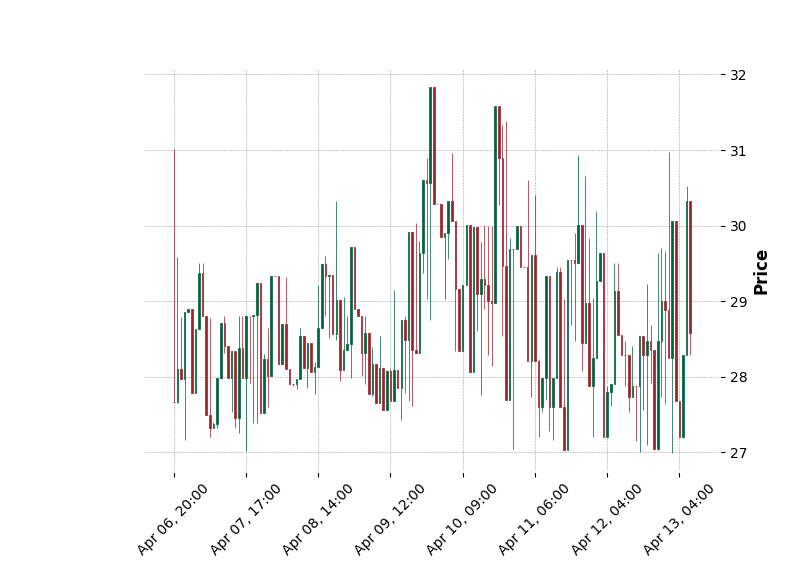 32
31
30
29
28
27
Price
Apr 06, 20:00
Apr 07, 17:00
Apr 08, 14:00
Apr 09, 12:00
Apr 10, 09:00
Apr 11, 06:00
Apr 12, 04:00
Apr 13, 04:00